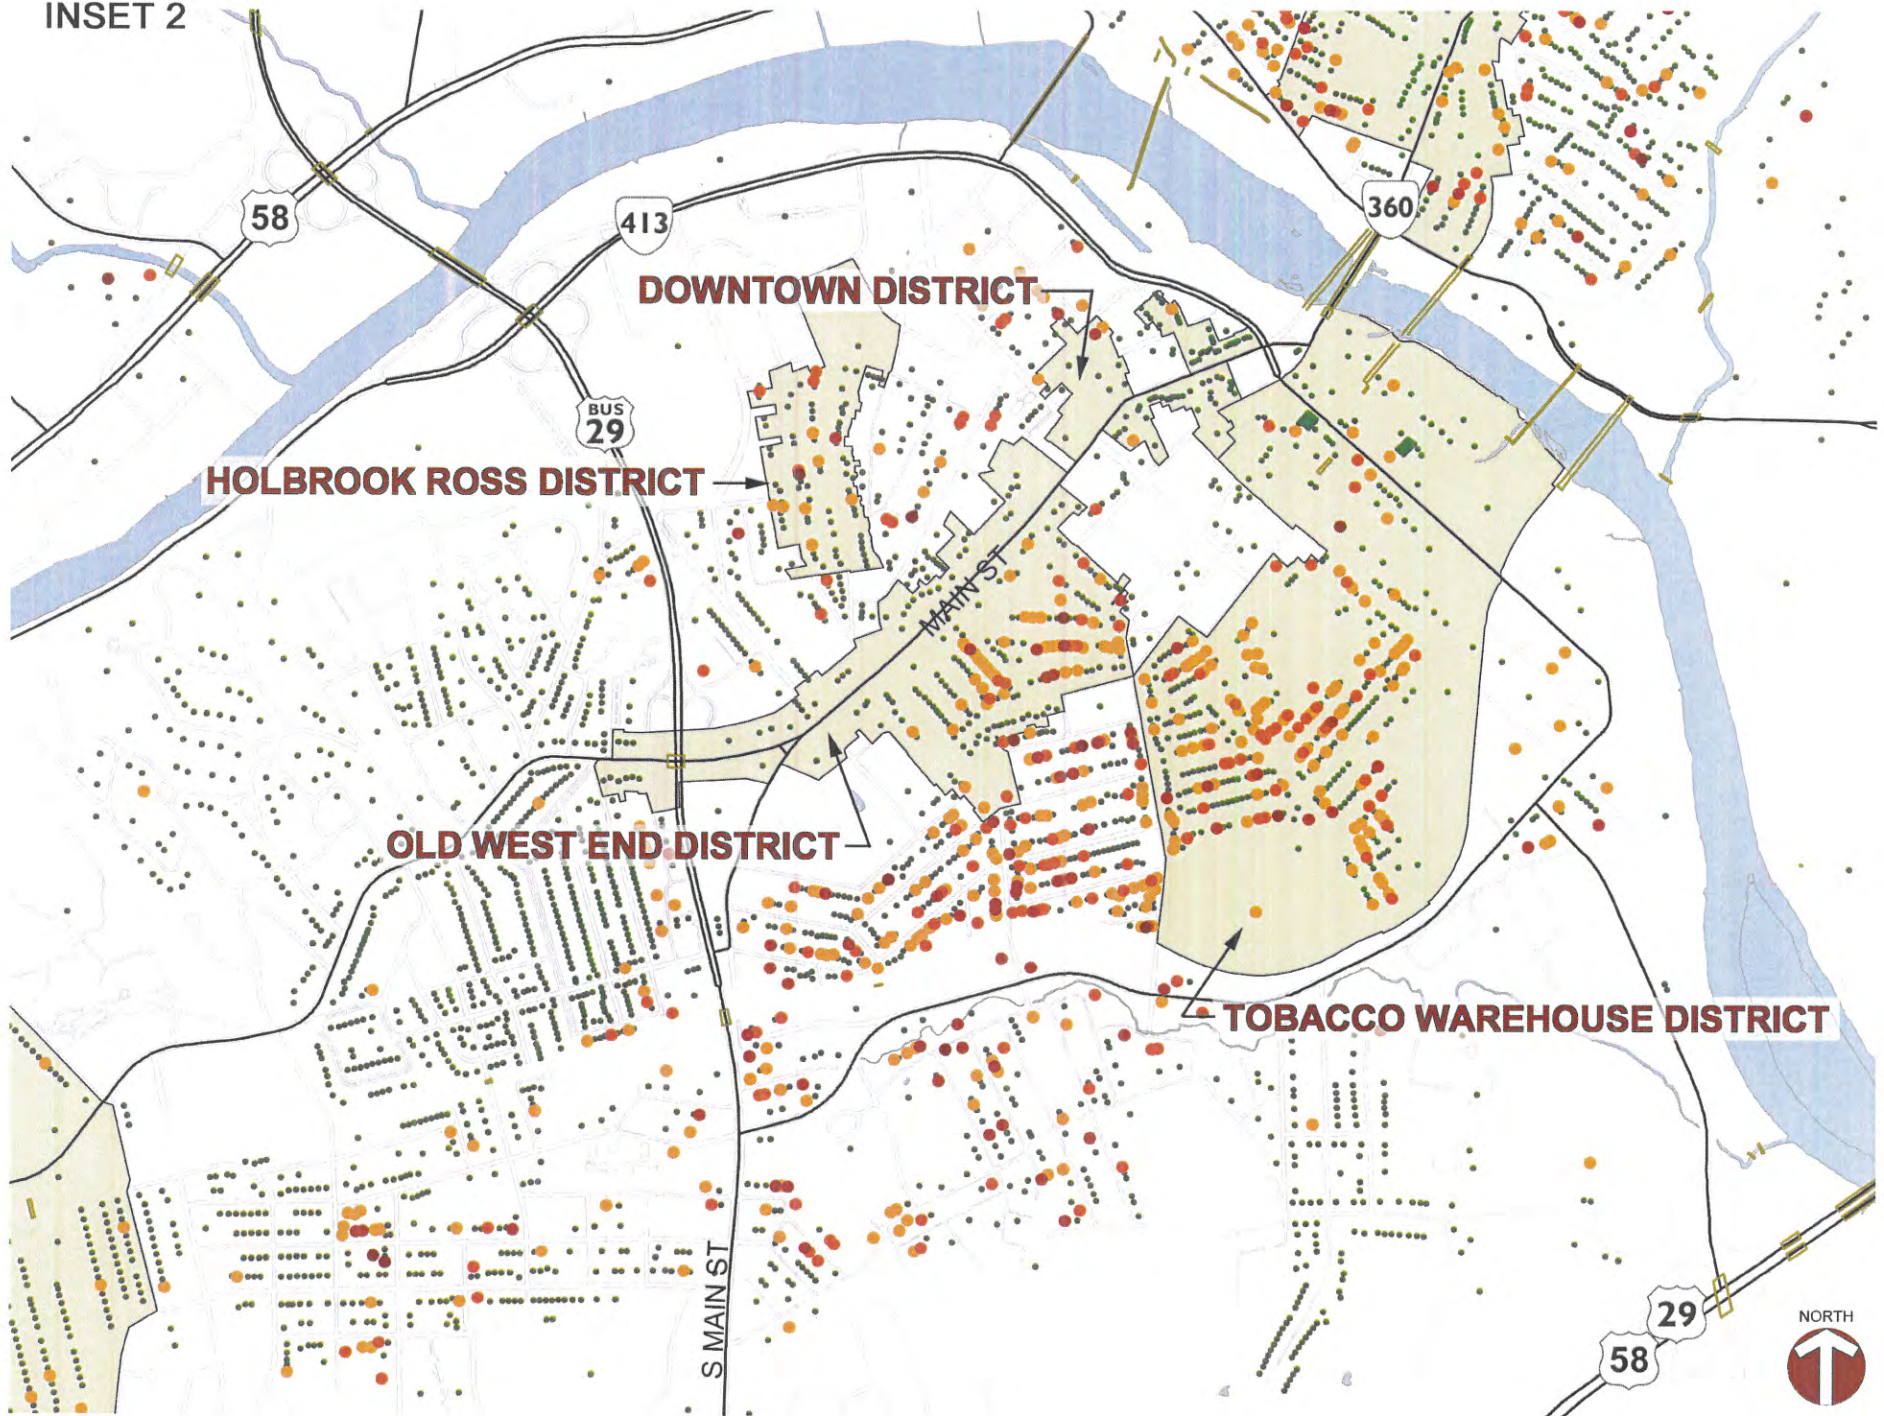 INSET 2
58
413
360
DOWNTOWN DISTRICT
BUS
29
HOLBROOK ROSS DISTRICT
MAIN ST
OLD WEST END DISTRICT
TOBACCO WAREHOUSE DISTRICT
S MAIN ST
29
58
NORTH